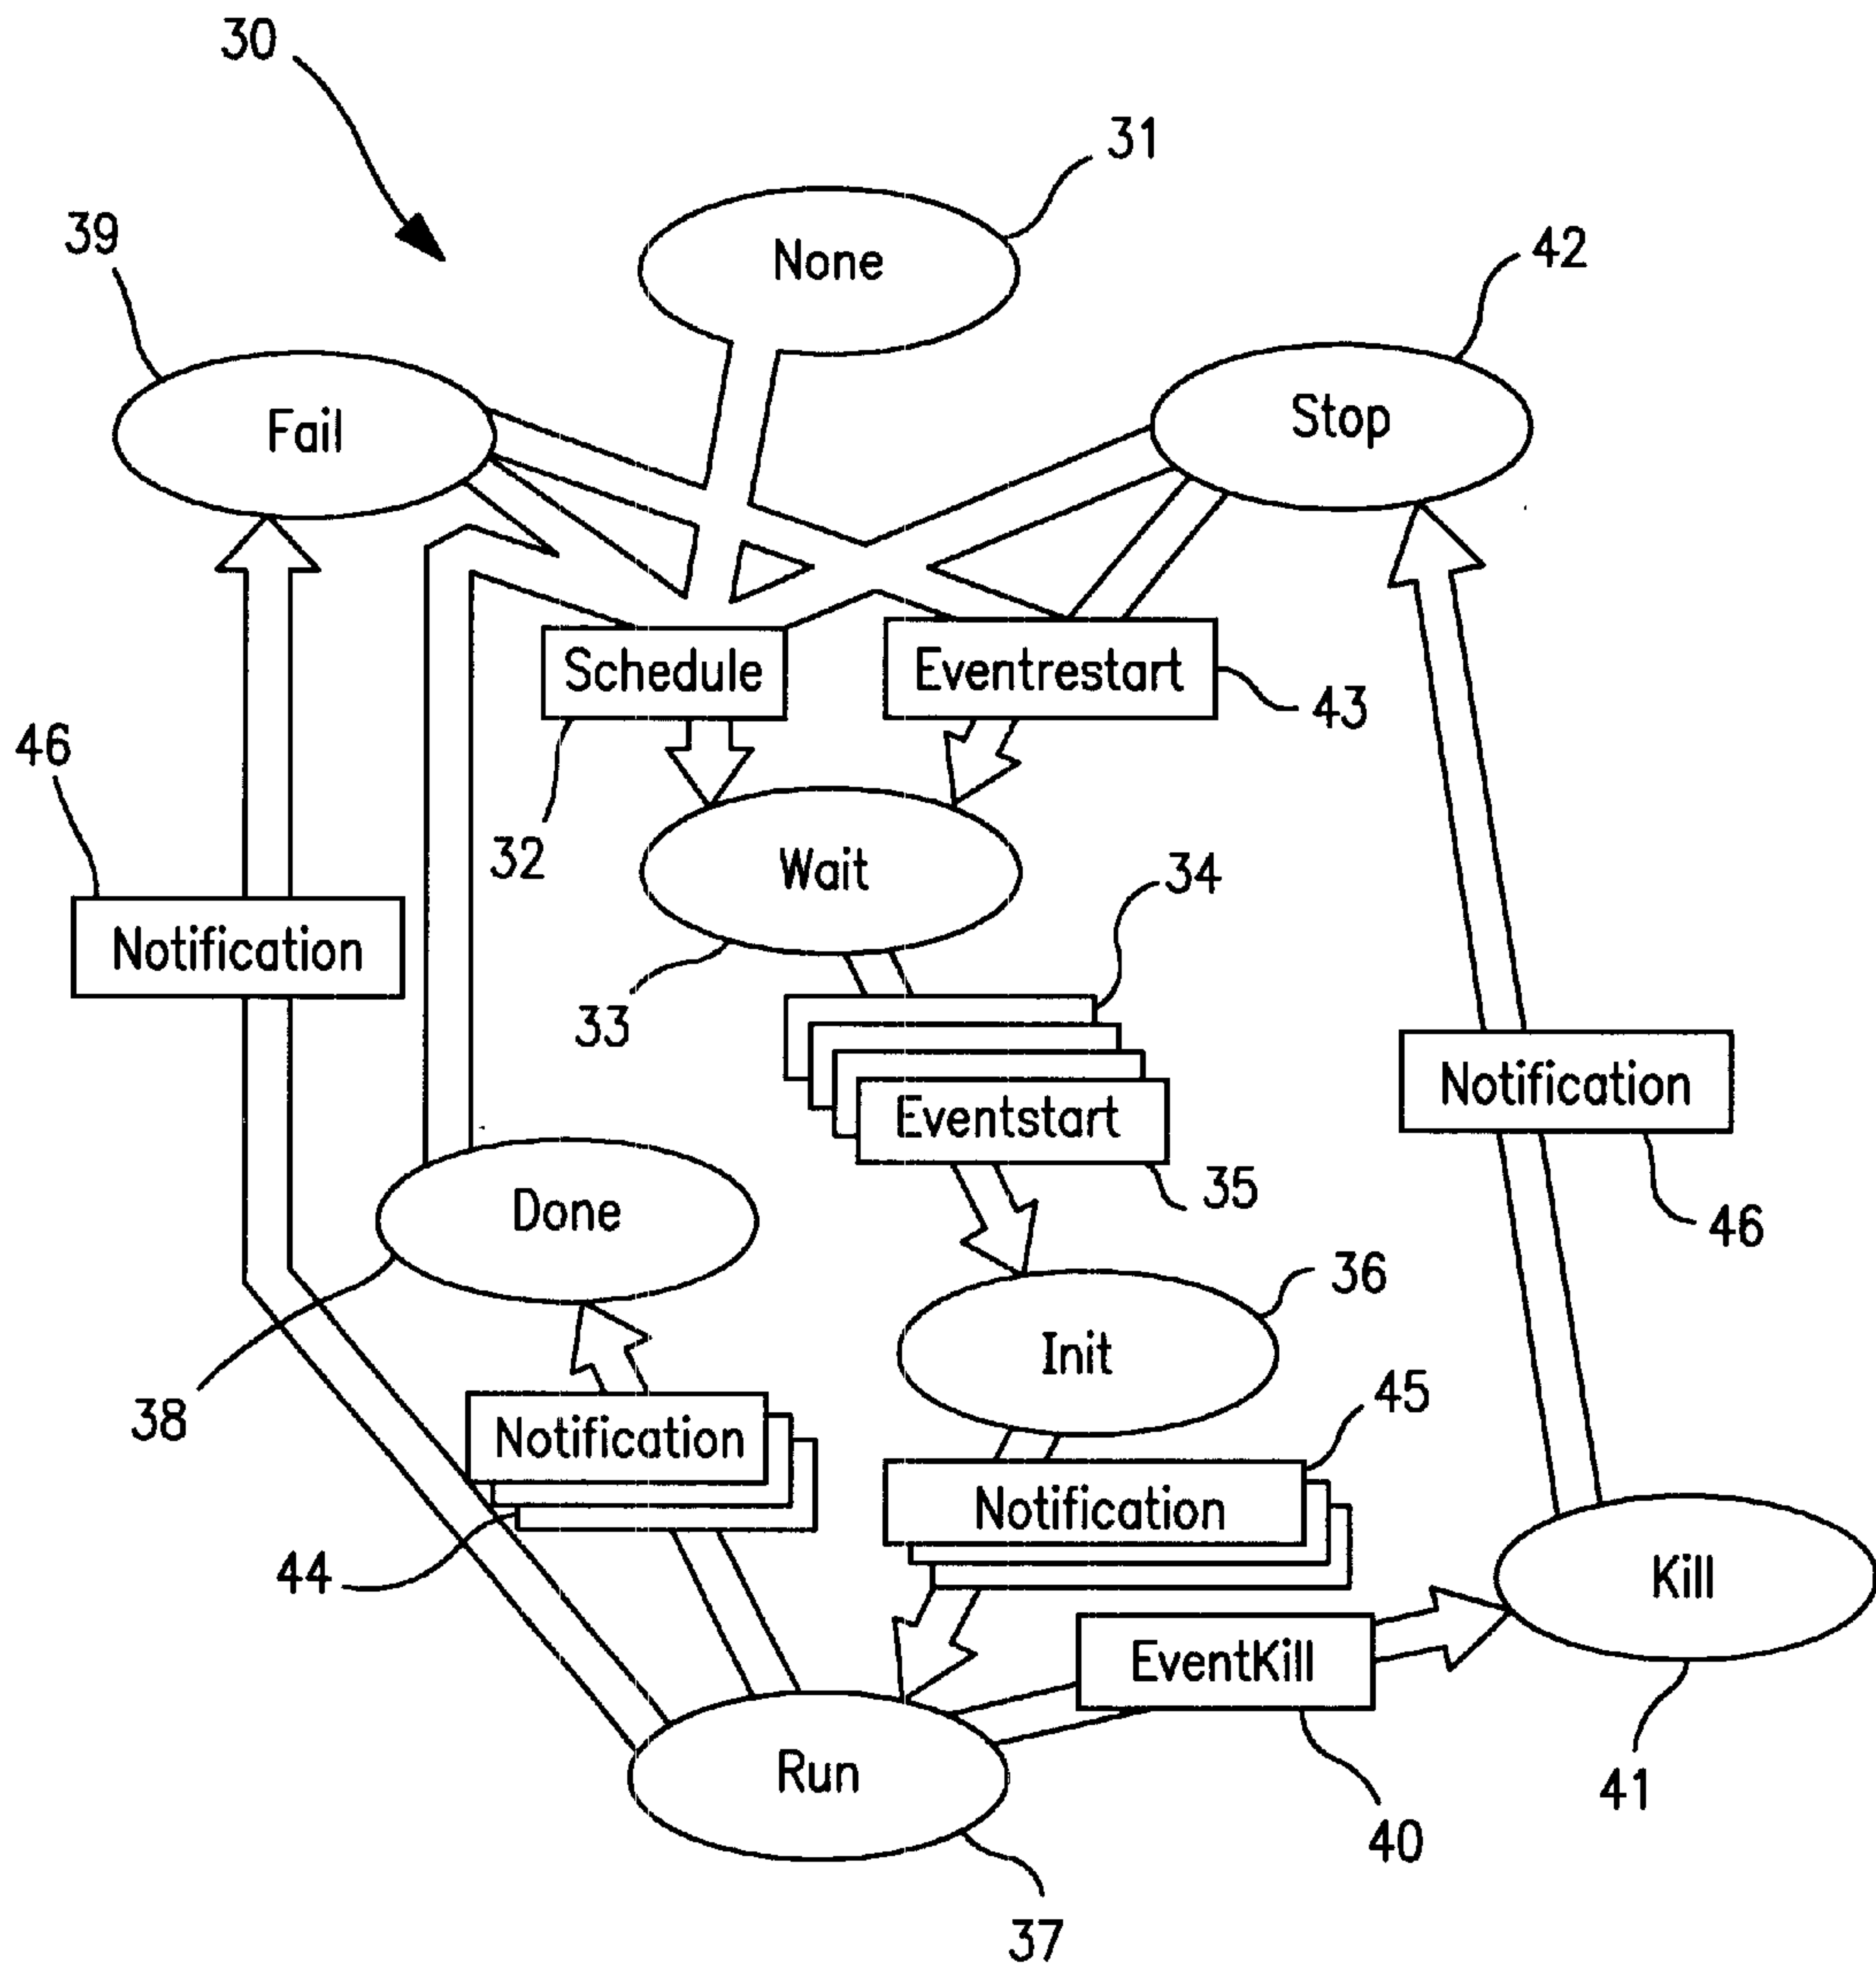 30
31
39
None
42
Fail
Stop
Schedule
Eventrestart
43
46
32
Wait
34
Notification
33
Notification
Eventstart
35
Done
46
36
Init
38
45
Notification
Notification
44
Kill
EventKill
Run
41
40
37